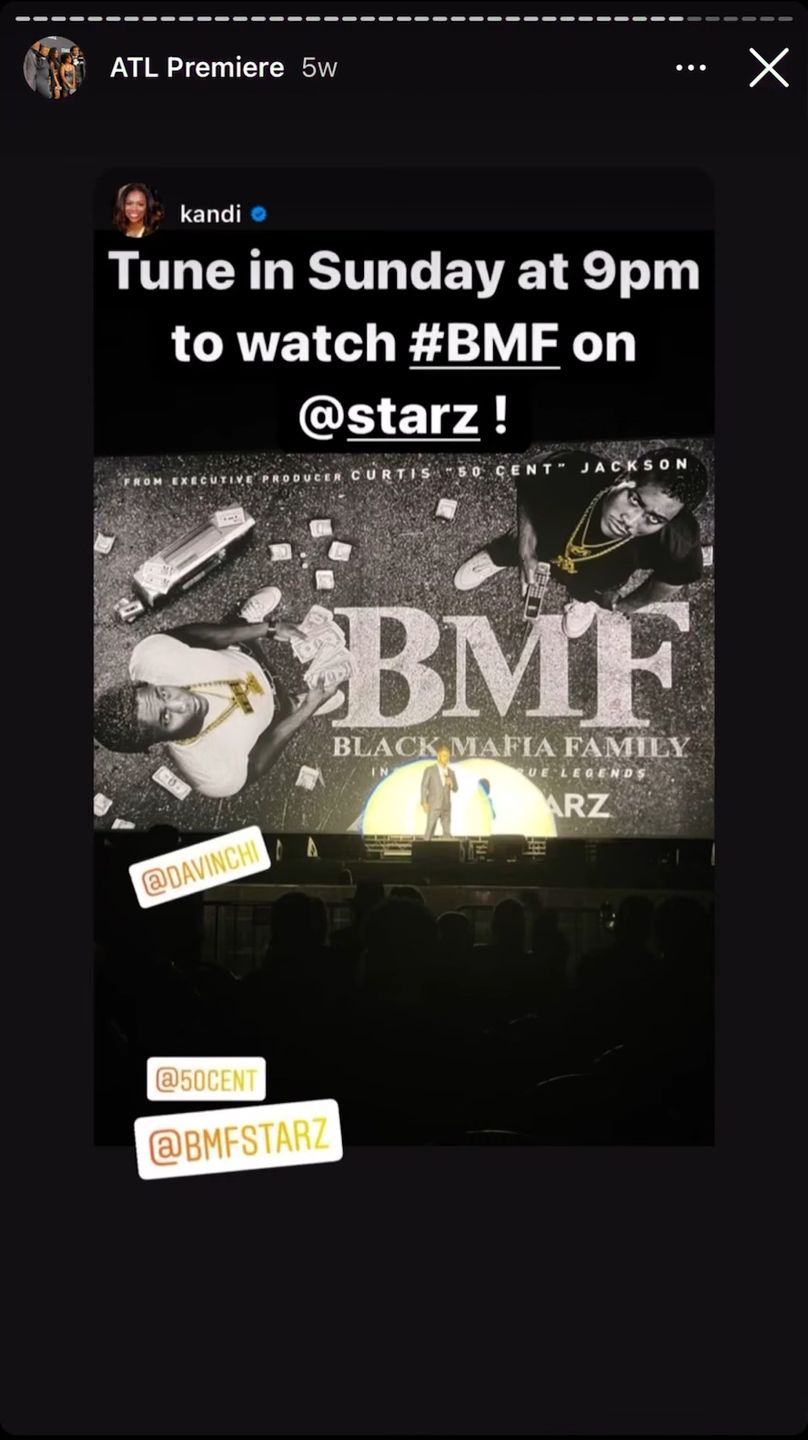 ATL Premiere 5w
kandi
Tune in Sunday at 9pm
to watch #BMF on
@starz !
FROM EXECUTIVE PRODUCER CURTIS "50 CENT" JACKSON
BMF
BLACK MAFIA FAMILY
LEGENDS
@DAVINCHI
@50CENT
@BMFSTARZ